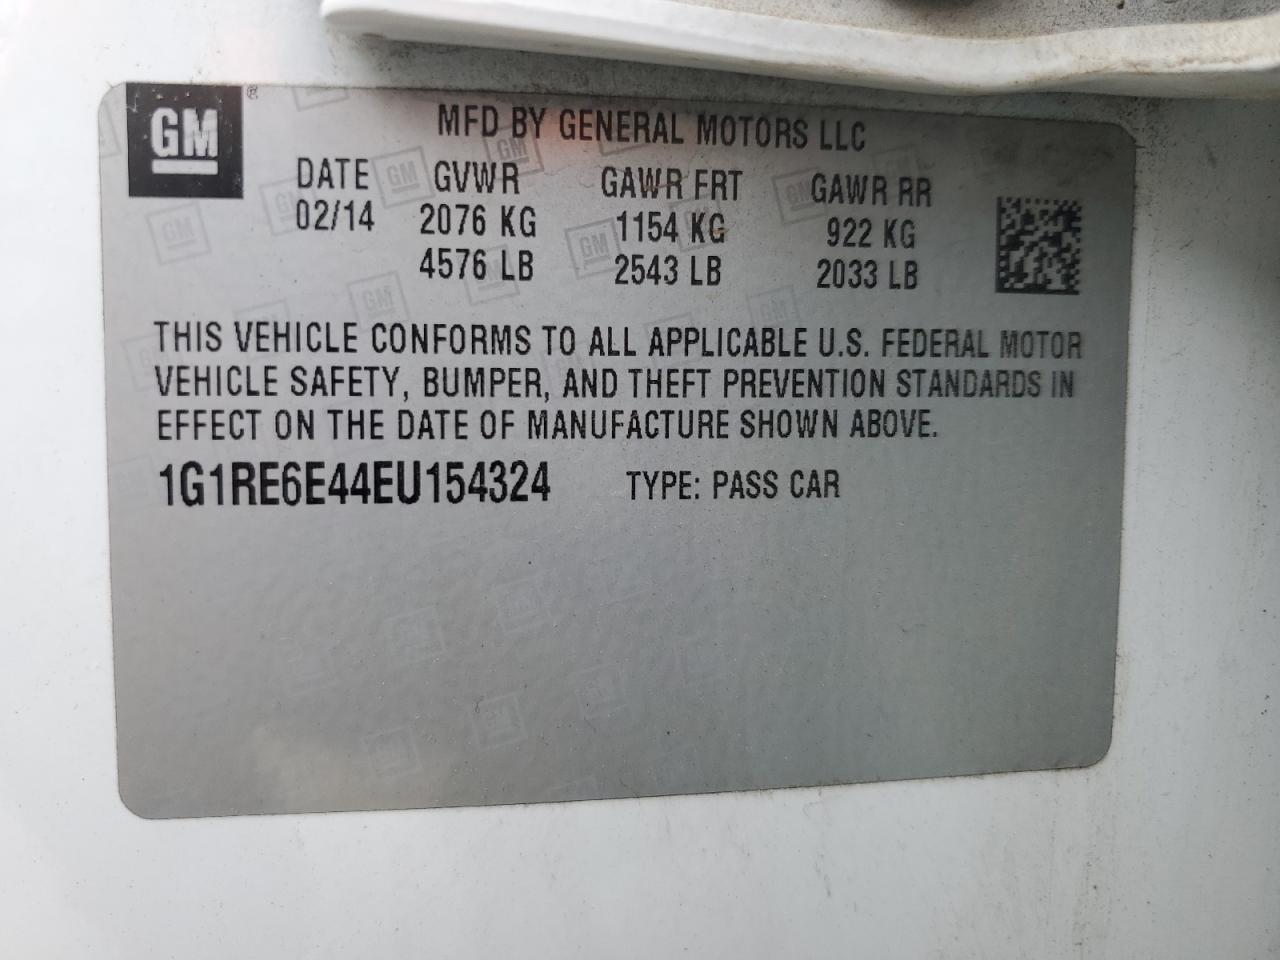 GM ®
MFD BY GENERAL MOTORS LLC
DATE GVWR GAWR FRT GAWR RR
02/14 2076 KG 1154 KG 922 KG
4576 LB 2543 LB 2033 LB
THIS VEHICLE CONFORMS TO ALL APPLICABLE U.S. FEDERAL MOTOR
VEHICLE SAFETY, BUMPER, AND THEFT PREVENTION STANDARDS IN
EFFECT ON THE DATE OF MANUFACTURE SHOWN ABOVE.
1G1RE6E44EU154324 TYPE: PASS CAR